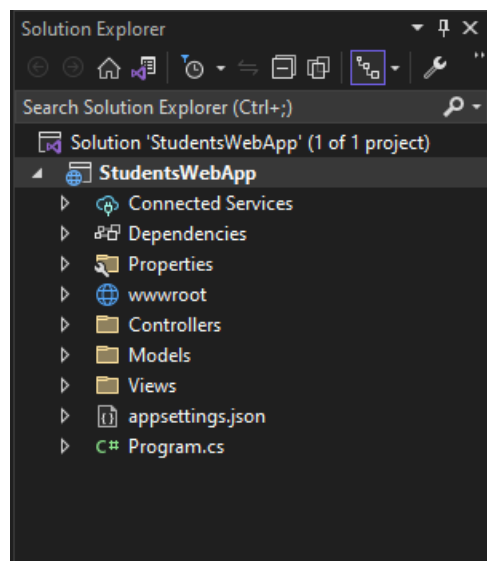 Solution Explorer
Search Solution Explorer (Ctrl+;)
Solution 'StudentsWebApp' (1 of 1 project)
StudentsWebApp
Connected Services
Dependencies
Properties
wwwroot
Controllers
Models
Views
appsettings.json
C# Program.cs